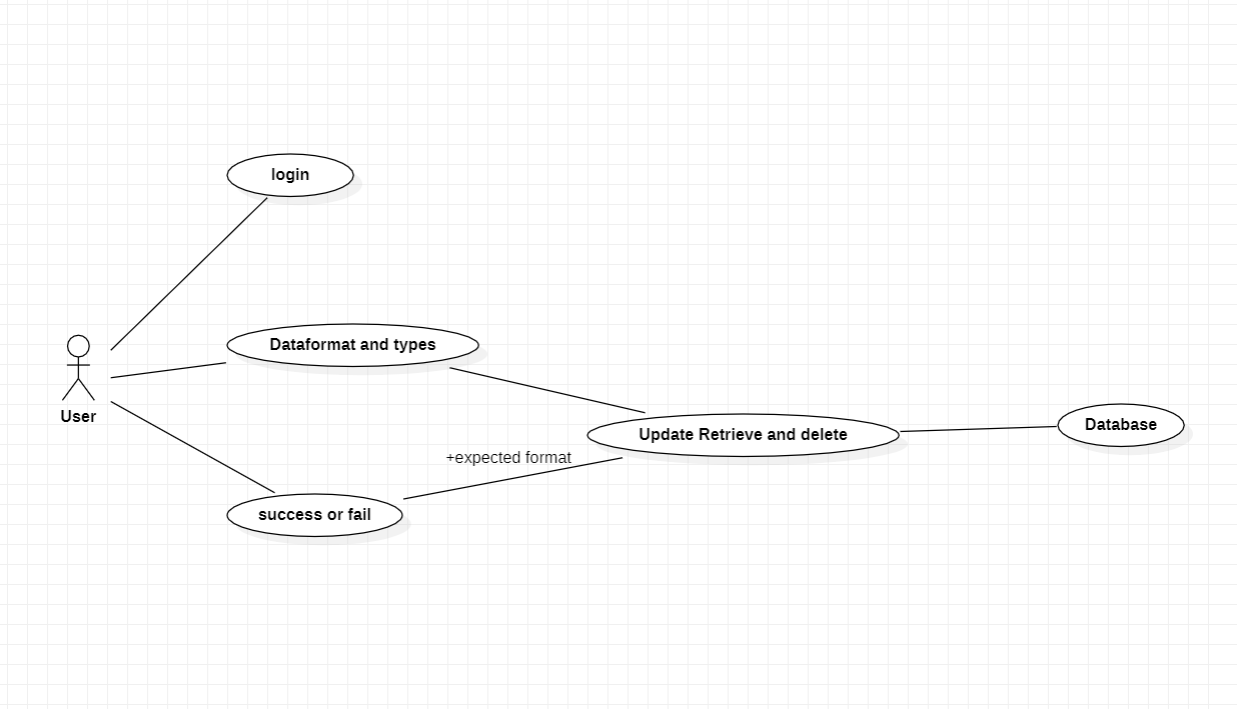 login
Dataformat and types
User
Update Retrieve and delete
Database
+expected format
success or fail